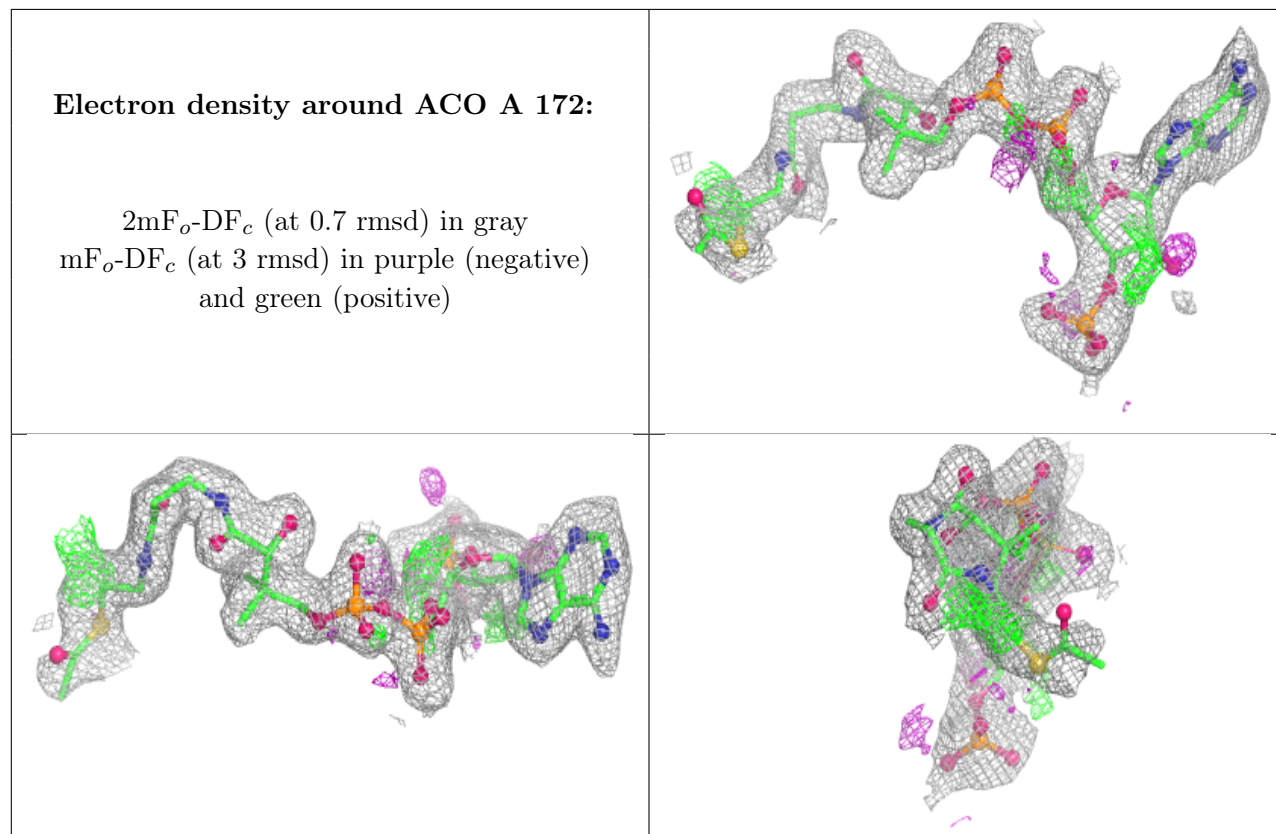 Electron density around ACO A 172:
2mFo-DFc (at 0.7 rmsd) in gray
mFo-DFc (at 3 rmsd) in purple (negative)
and green (positive)